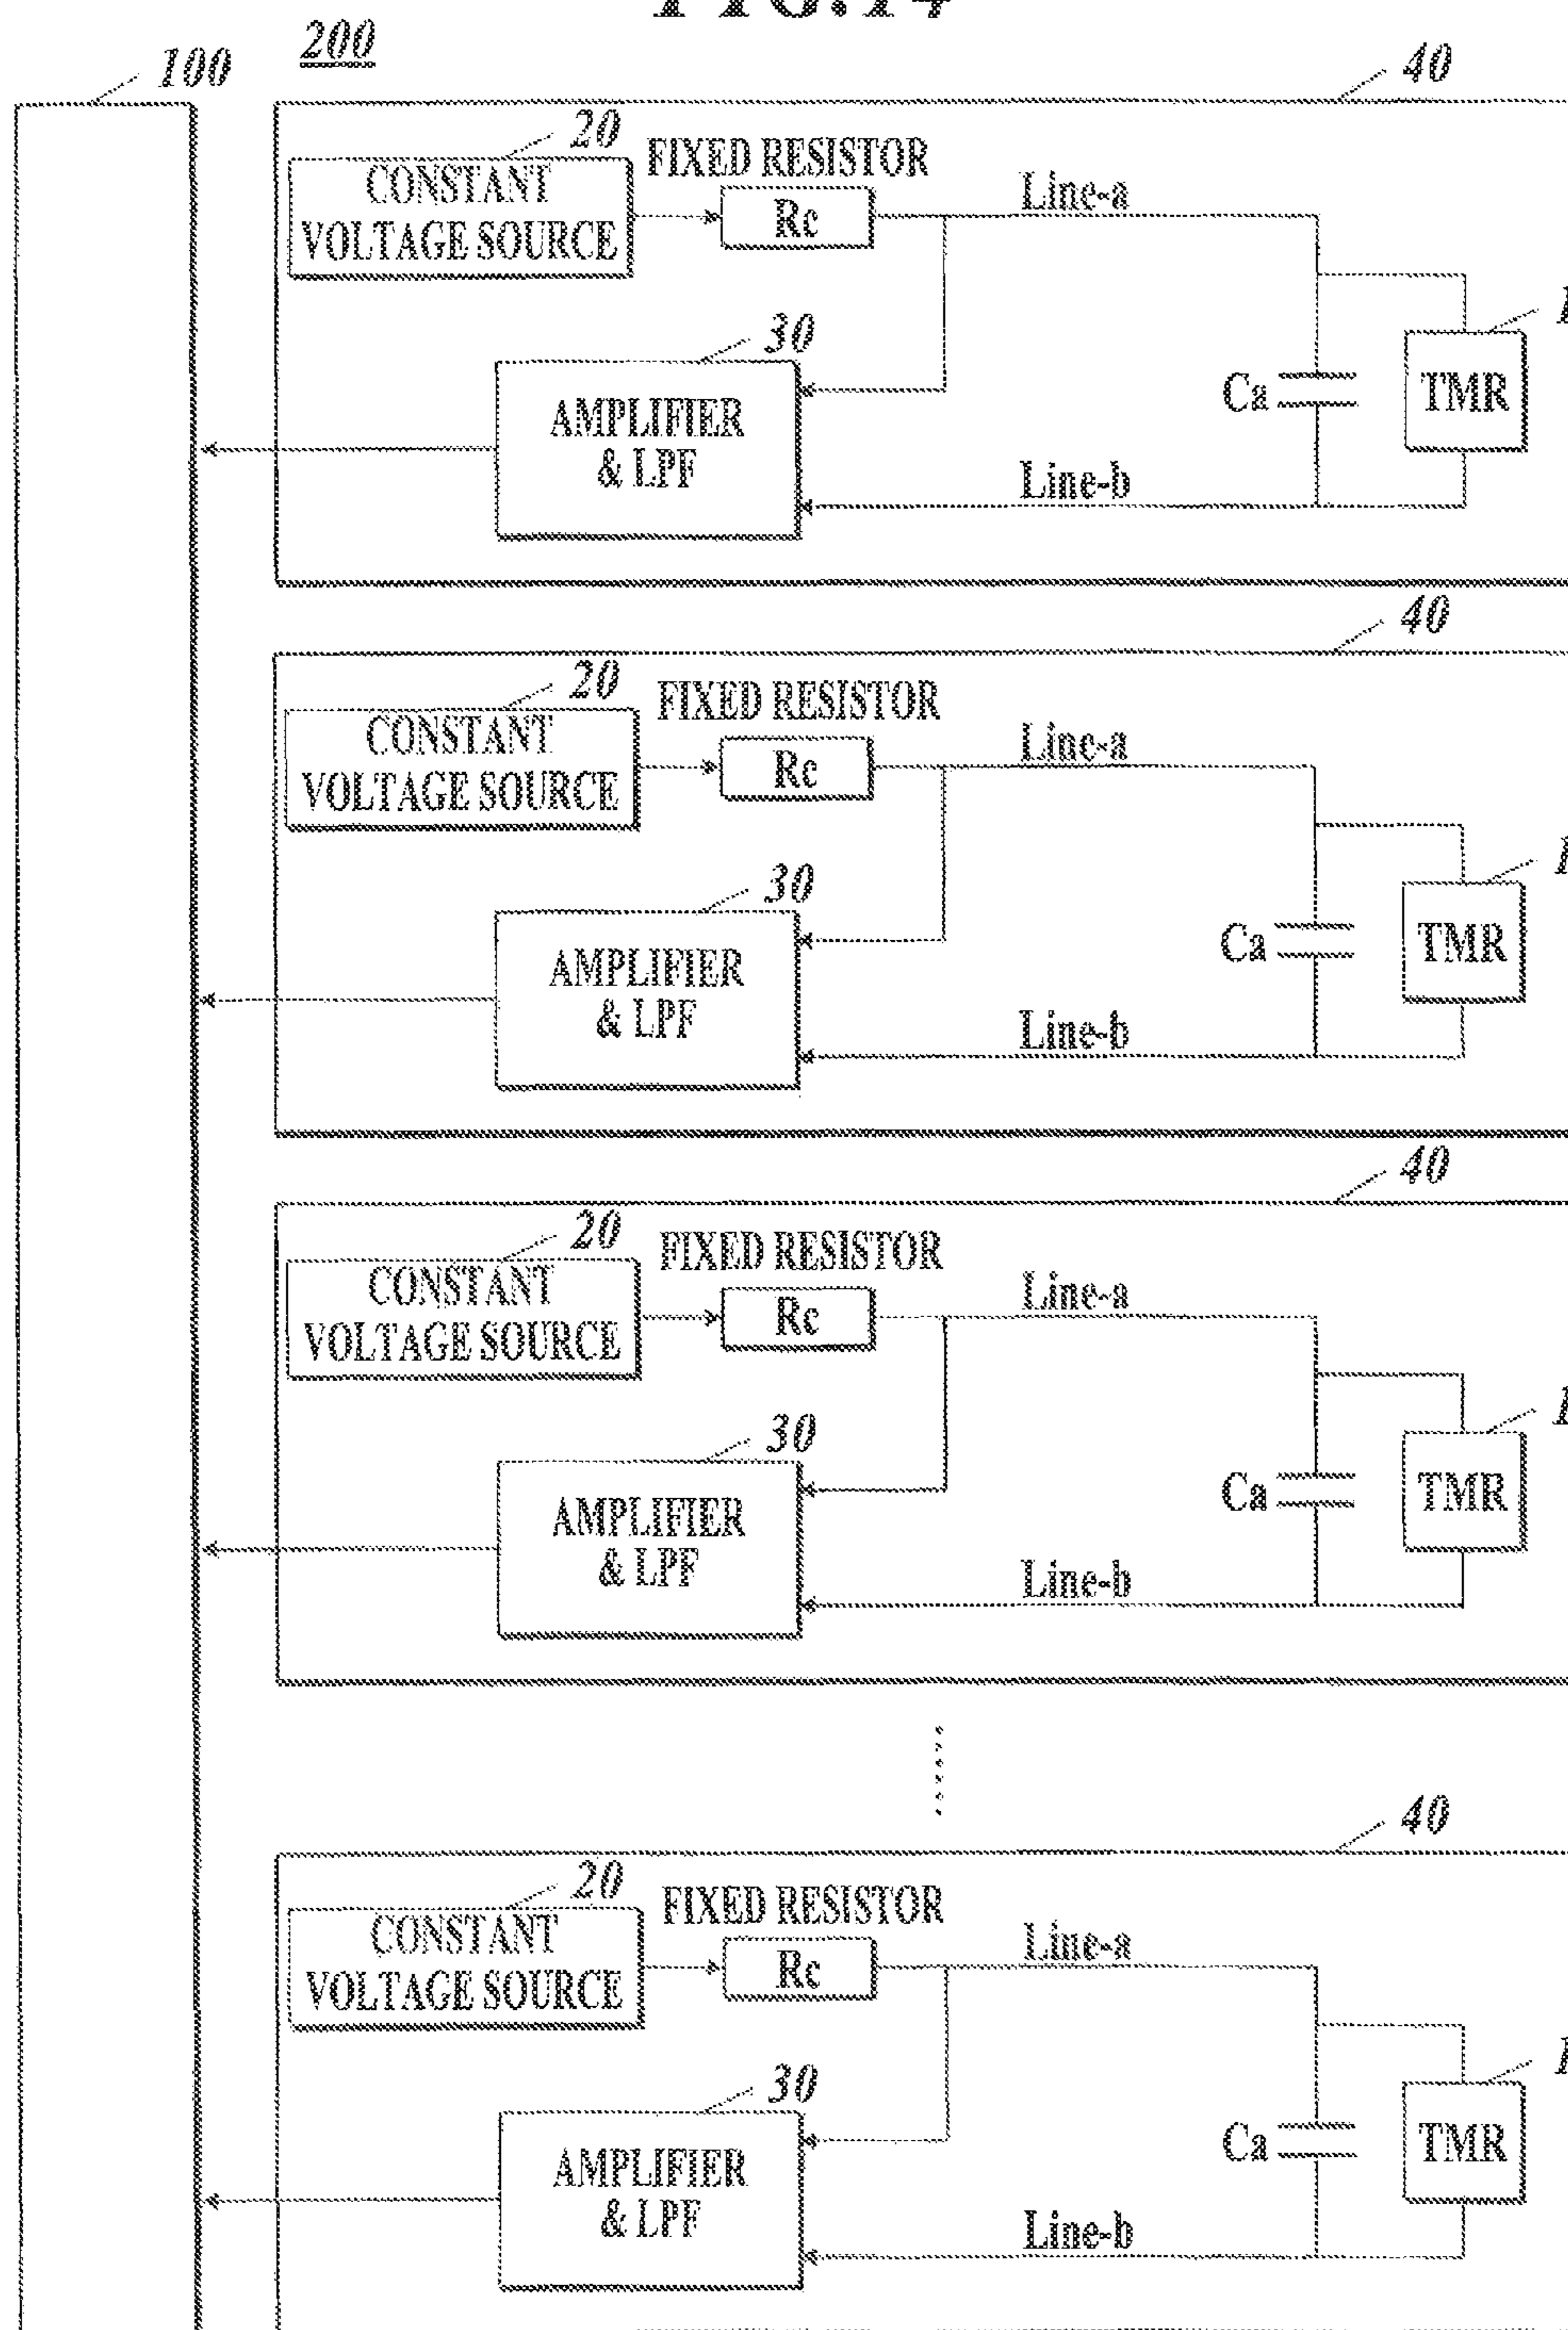 FIG.14
200
100
40
20
FIXED RESISTOR
CONSTANT
VOLTAGE SOURCE
Rc
Line-a
30
AMPLIFIER
& LPF
Ca
TMR
Line-b
40
20
FIXED RESISTOR
CONSTANT
VOLTAGE SOURCE
Rc
Line-a
30
AMPLIFIER
& LPF
Ca
TMR
Line-b
40
20
FIXED RESISTOR
CONSTANT
VOLTAGE SOURCE
Rc
Line-a
30
AMPLIFIER
& LPF
Ca
TMR
Line-b
40
20
FIXED RESISTOR
CONSTANT
VOLTAGE SOURCE
Rc
Line-a
30
AMPLIFIER
& LPF
Ca
TMR
Line-b